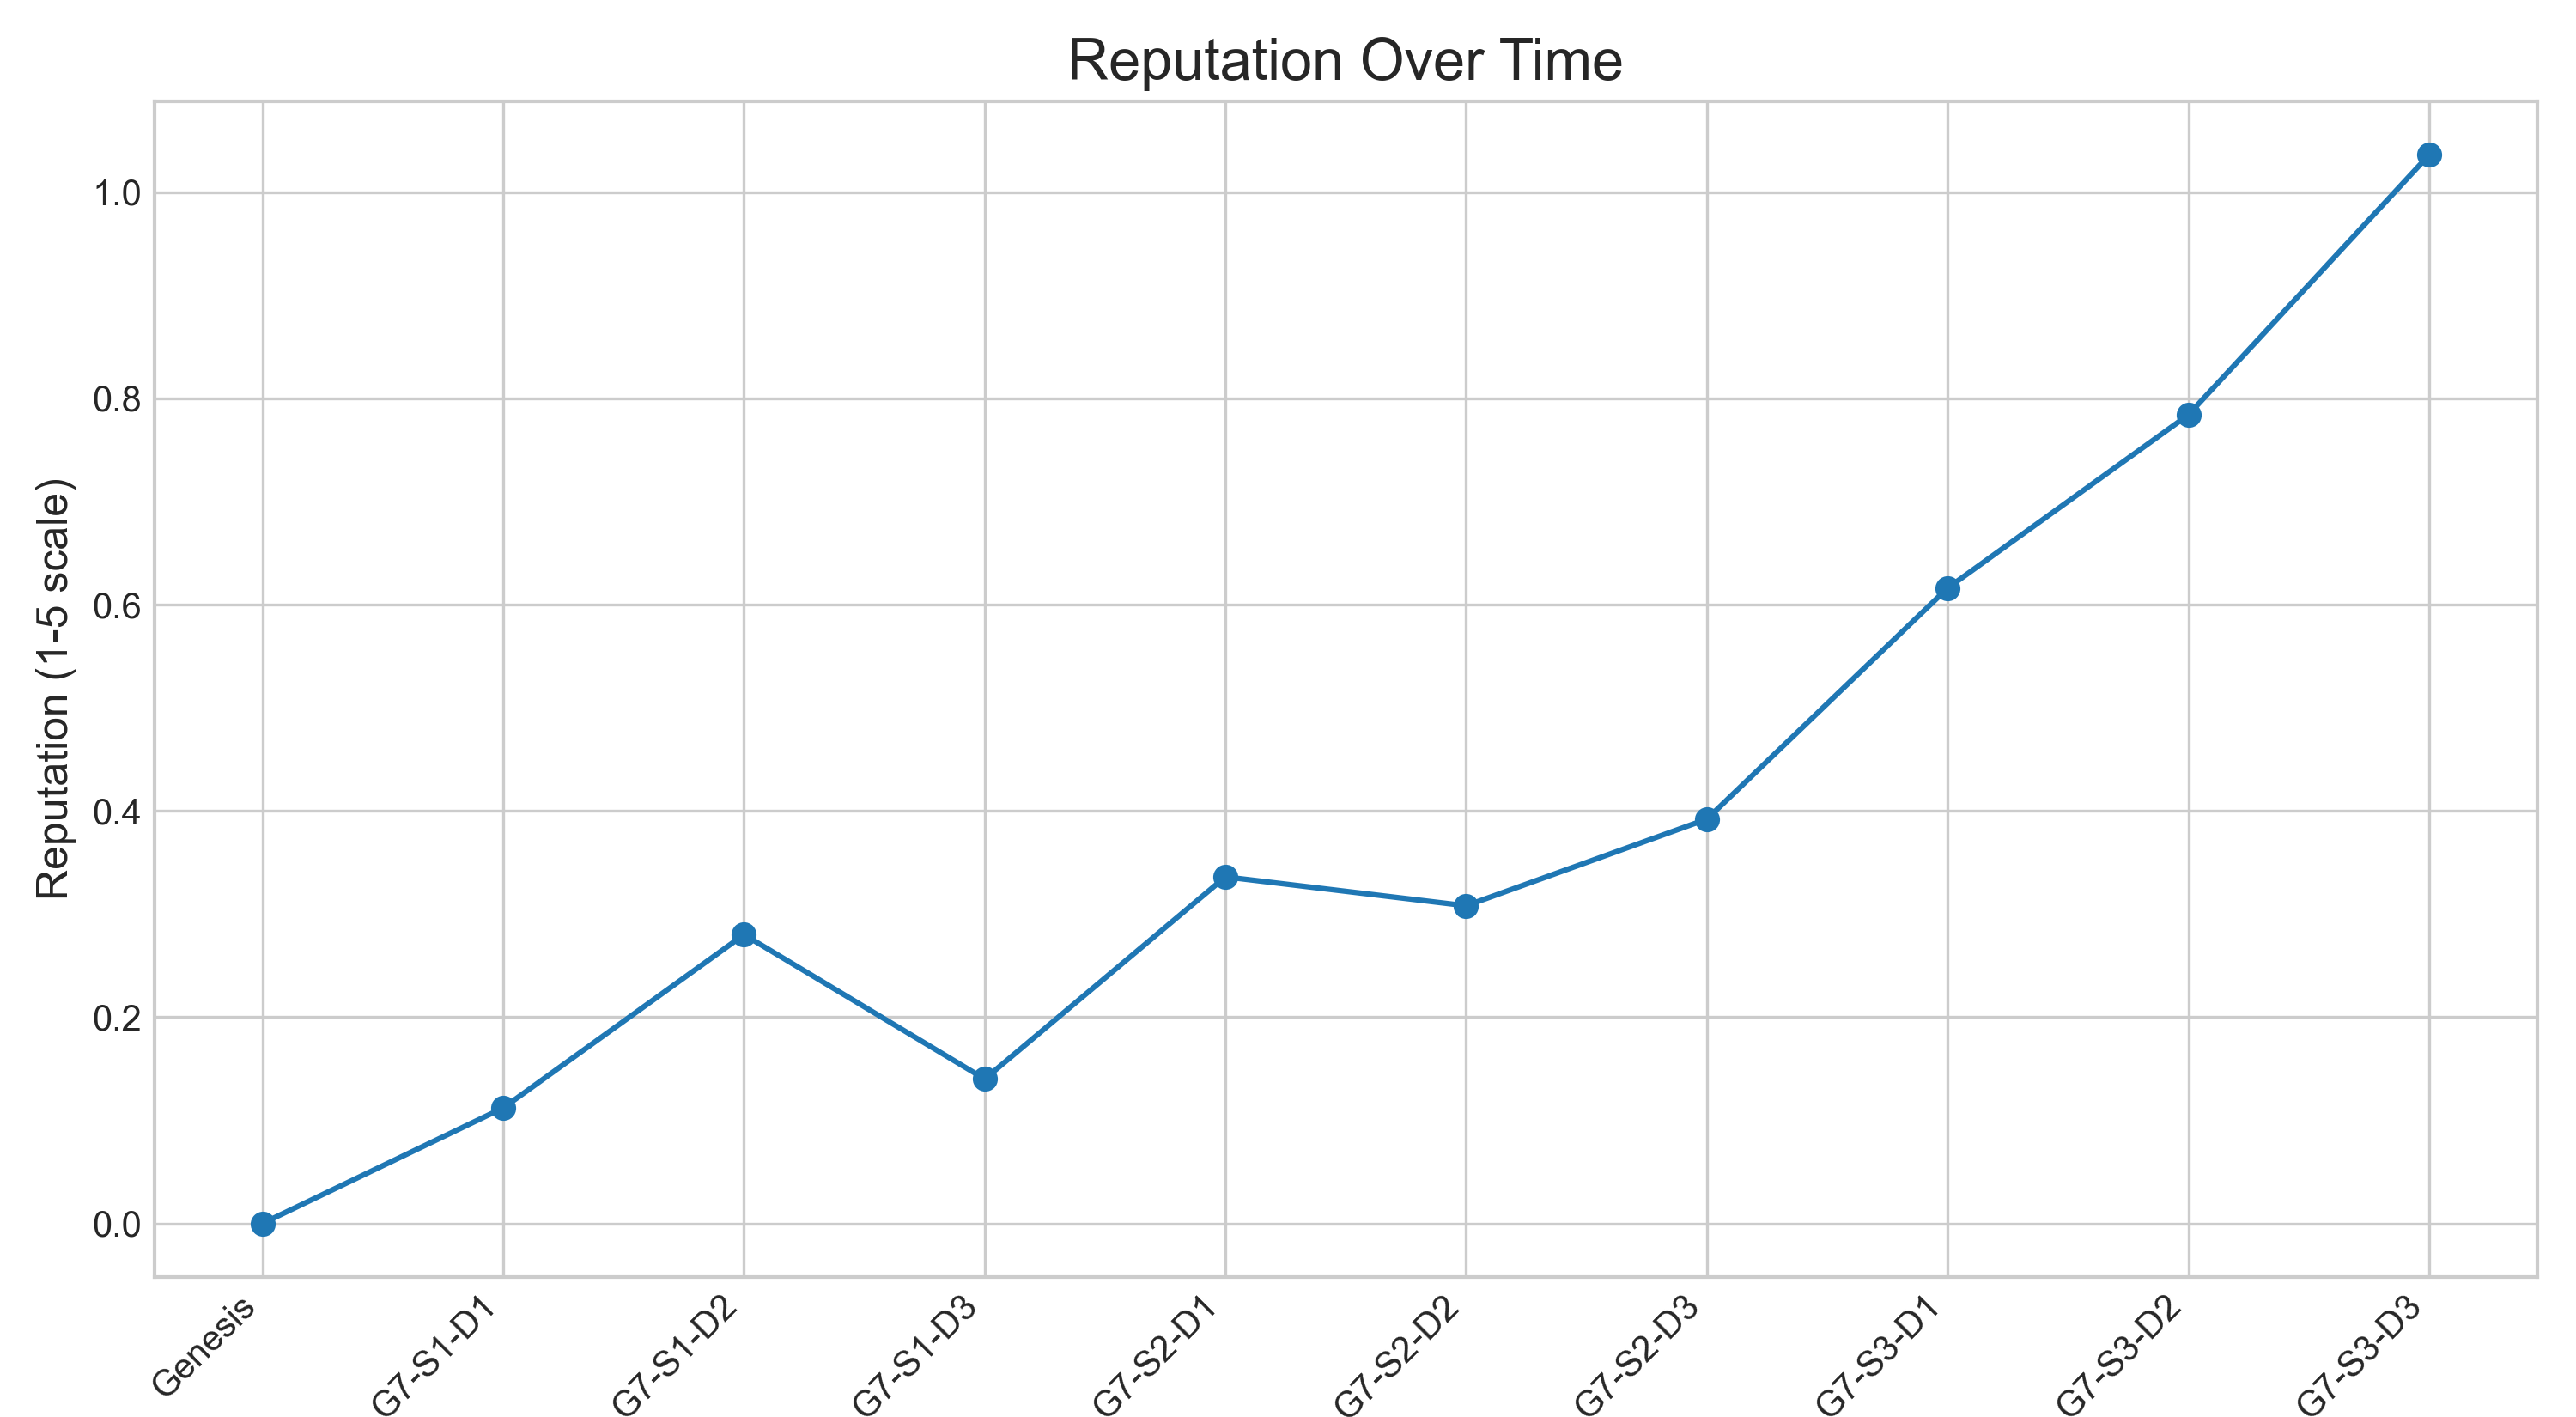 Reputation Over Time
Reputation (1-5 scale)
1.0
0.8
0.6
0.4
0.2
0.0
Genesis
G7-S1-D1
G7-S1-D2
G7-S1-D3
G7-S2-D1
G7-S2-D2
G7-S2-D3
G7-S3-D1
G7-S3-D2
G7-S3-D3